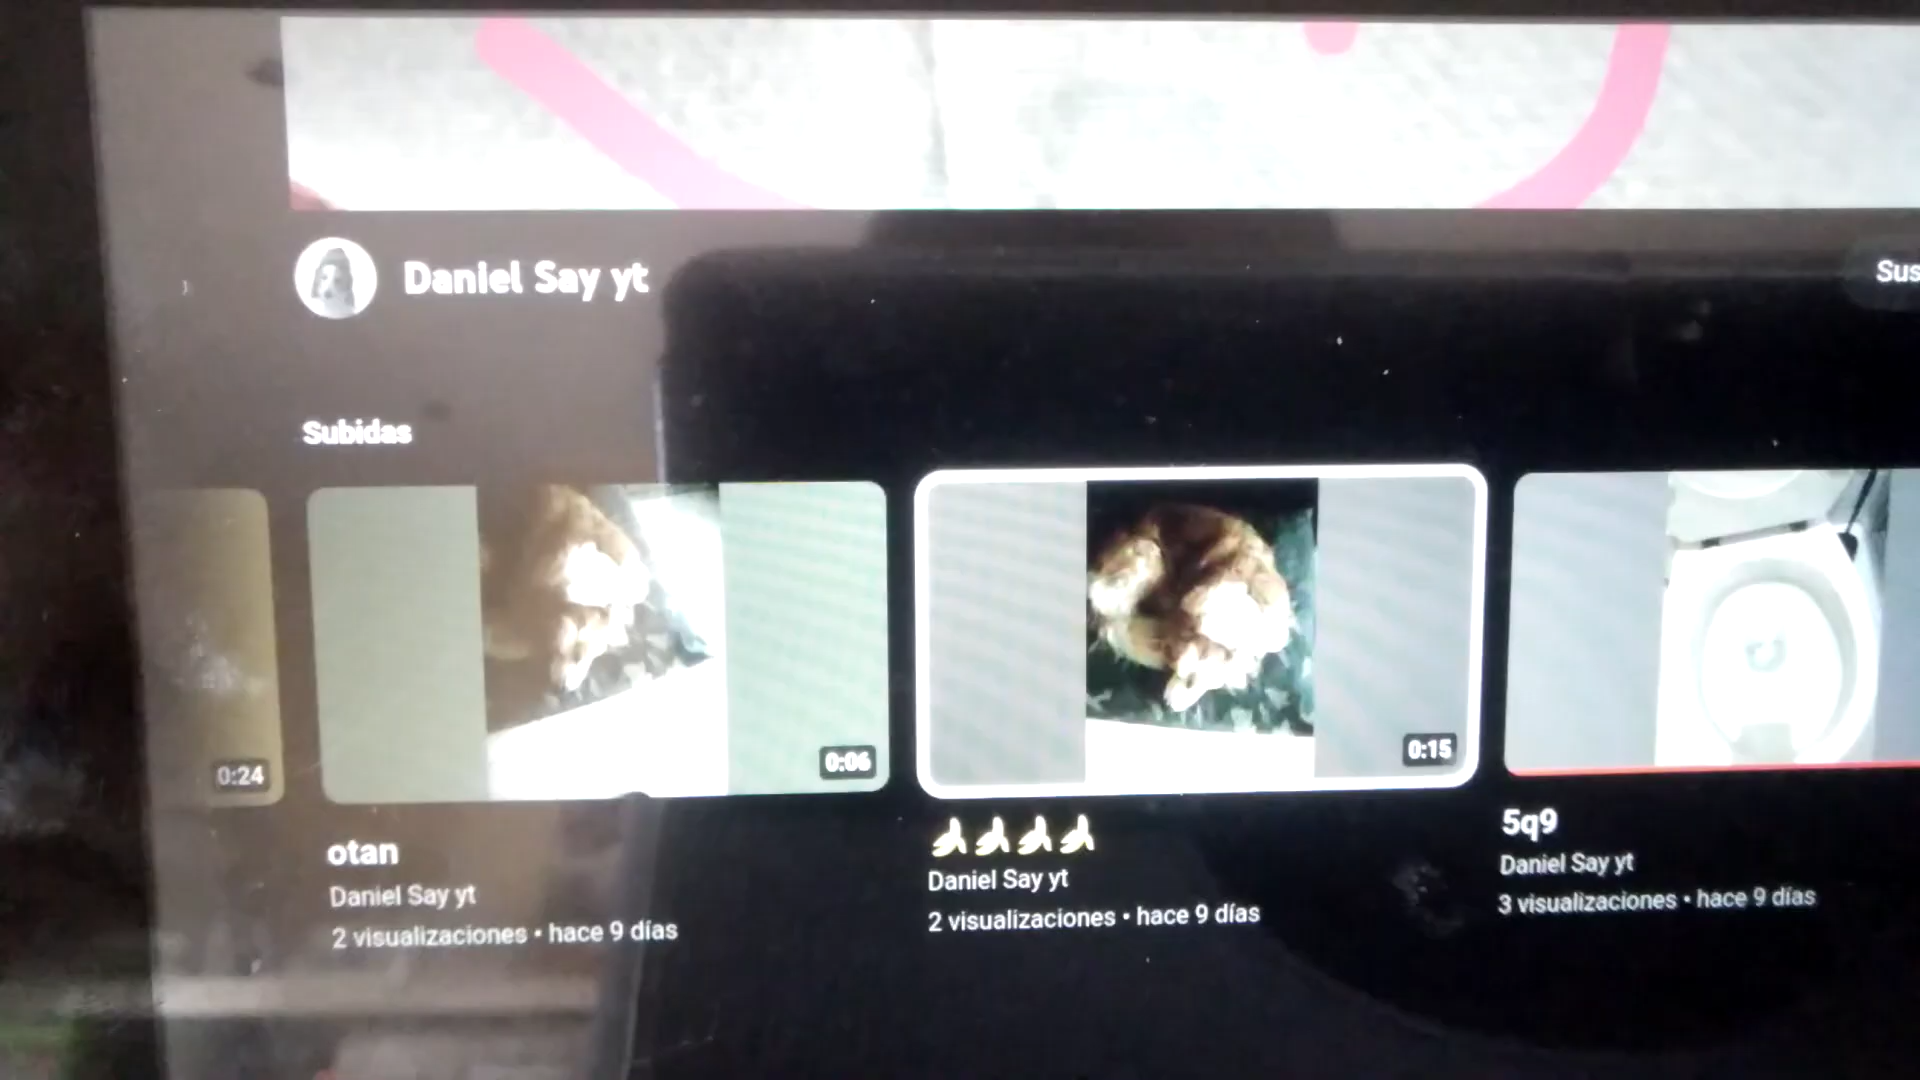 Daniel Say yt
Subidas
0:24
0:06
otan
Daniel Say yt
2 visualizaciones • hace 9 días
0:15
🍌🍌🍌🍌
Daniel Say yt
2 visualizaciones • hace 9 días
5q9
Daniel Say yt
3 visualizaciones • hace 9 días